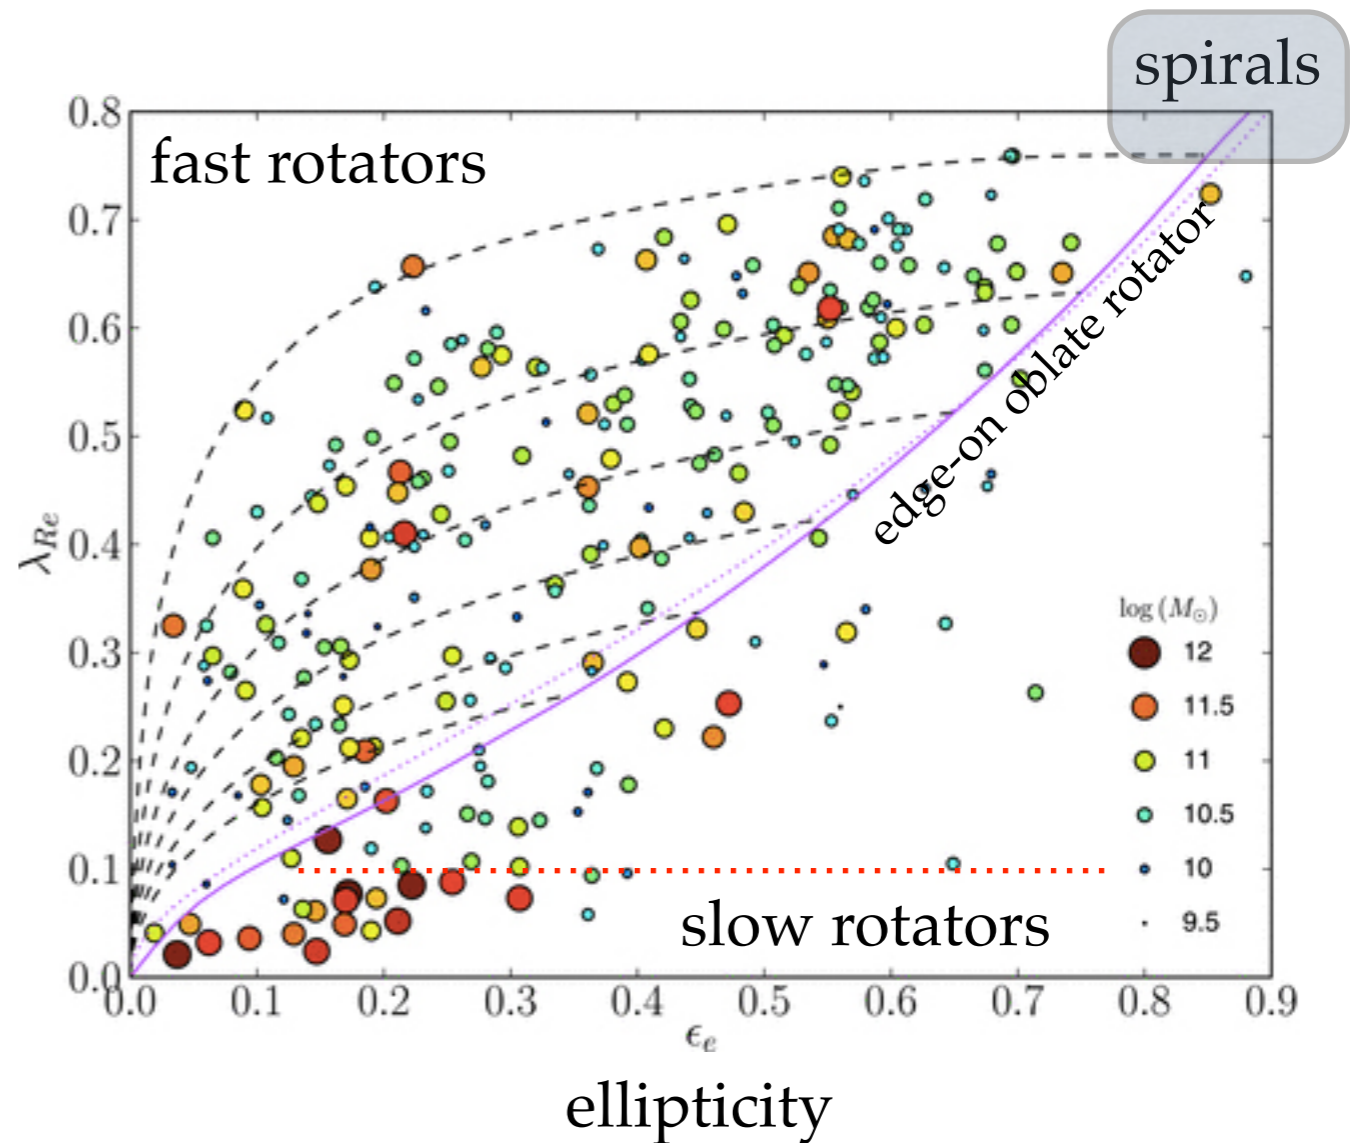 spirals
0.8
fast rotators
0.7
0.6
0.5
0.4
0.3
0.2
0.1
0.0
λRe
edge-on oblate rotator
log (M⊙)
12
11.5
11
10.5
10
9.5
slow rotators
0.0 0.1 0.2 0.3 0.4 0.5 0.6 0.7 0.8 0.9
ϵe
ellipticity